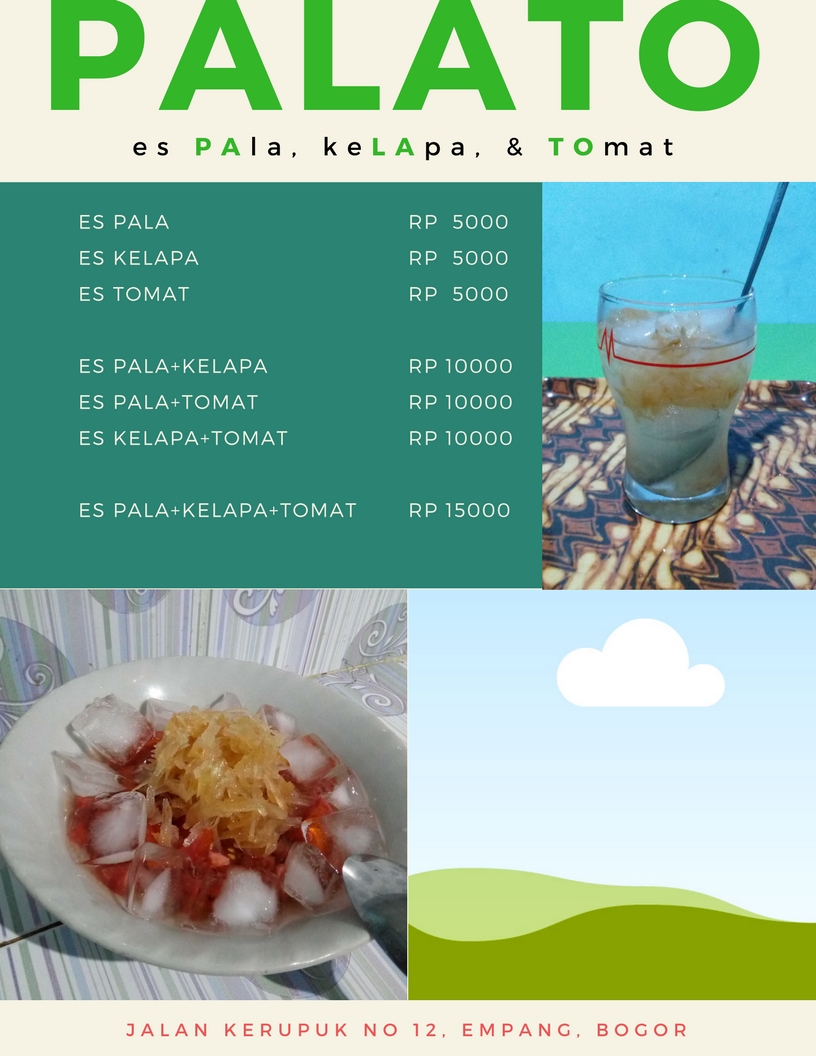 PALATO
es PAla, keLApa, & TOmat
ES PALA RP 5000
ES KELAPA RP 5000
ES TOMAT RP 5000
ES PALA+KELAPA RP 10000
ES PALA+TOMAT RP 10000
ES KELAPA+TOMAT RP 10000
ES PALA+KELAPA+TOMAT RP 15000
JALAN KERUPUK NO 12, EMPANG, BOGOR